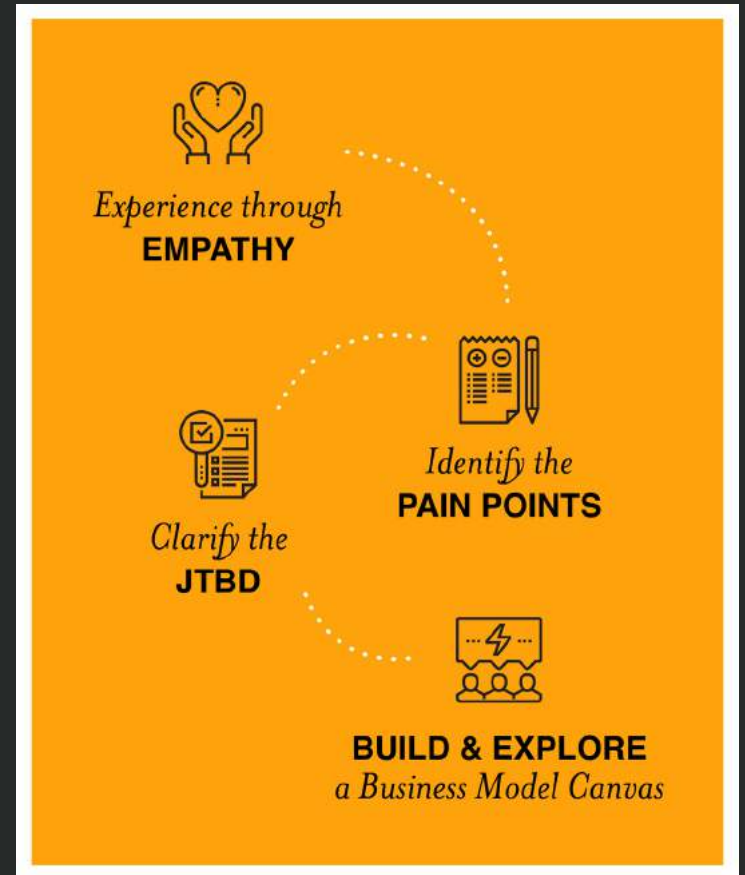 Experience through
EMPATHY
Identify the
PAIN POINTS
Clarify the
JTBD
BUILD & EXPLORE
a Business Model Canvas